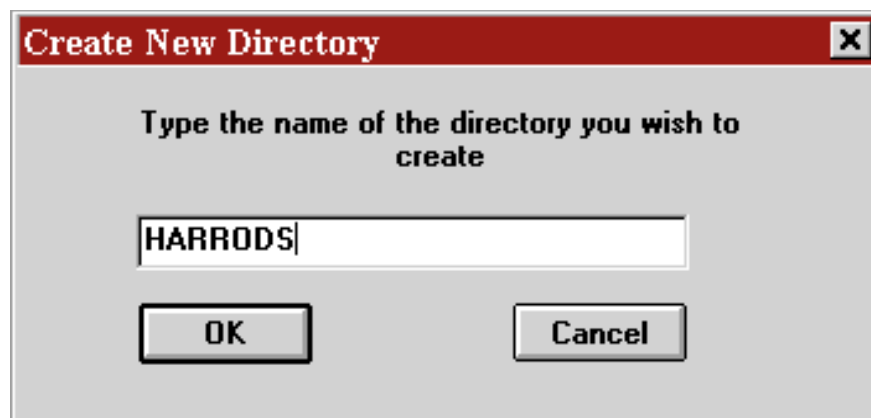 Create New Directory
Type the name of the directory you wish to
create
HARRODS
OK
Cancel